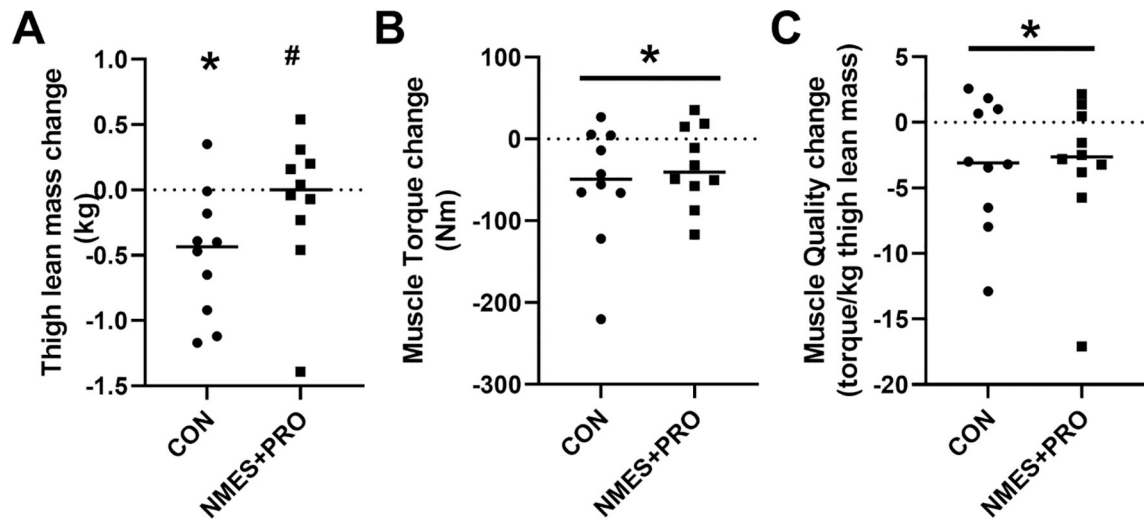 A
Thigh lean mass change
(kg)
1.0
0.5
0.0
-0.5
-1.0
-1.5
*
#
CON
NMES+PRO
B
Muscle Torque change
(Nm)
100
0
-100
-200
-300
*
CON
NMES+PRO
C
Muscle Quality change
(torque/kg thigh lean mass)
5
0
-5
-10
-15
-20
*
CON
NMES+PRO